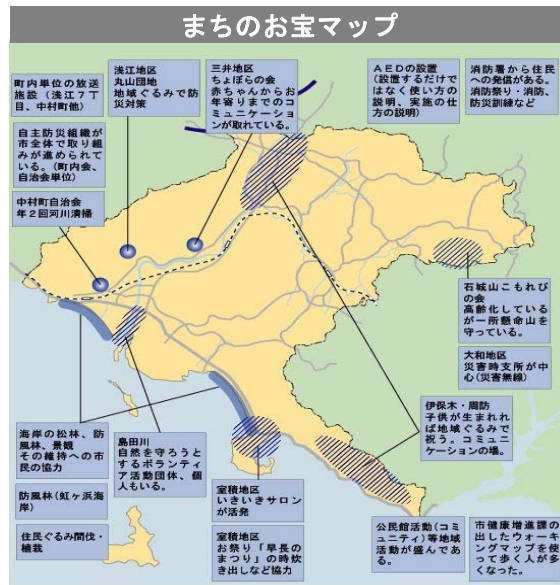 まちのお宝マップ
町内単位の放送
施設（浅江７丁
目、中村町他）
浅江地区
丸山団地
地域ぐるみで防
災対策
三井地区
ちょぼらの会
赤ちゃんからお
年寄りまでのコミ
ュニケーション
が取れている。
ＡＥＤの設置
（設置するだけで
はなく使い方の
説明、実施の仕
方の説明）
消防署から住民
への発信がある。
消防祭り・消防、
防災訓練など
自主防災組織が
市全体で取り組
みが進められて
いる。（町内会、
自治会単位）
中村町自治会
年２回河川清掃
石城山こもれび
の会
高齢化している
が一所懸命山を
守っている。
大和地区
災害時支所が中
心（災害無線）
伊保木・周防
子供が生まれれ
ば地域ぐるみで
祝う。コミュニ
ケーションの場。
海岸の松林、防
風林、景観
その維持への市
民の協力
島田川
自然を守ろうと
するボランティ
ア活動団体、個
人もいる。
室積地区
いきいきサロン
が活発
防風林（虹ヶ浜海
岸）
住民ぐるみ間伐・
植栽
室積地区
お祭り「早長の
まつり」の時炊
き出しなど協力
公民館活動（コミ
ュニティ）等地域
活動が盛んであ
る。
市健康増進課の
出したウォーキ
ングマップを使
って歩く人が多
くなった。